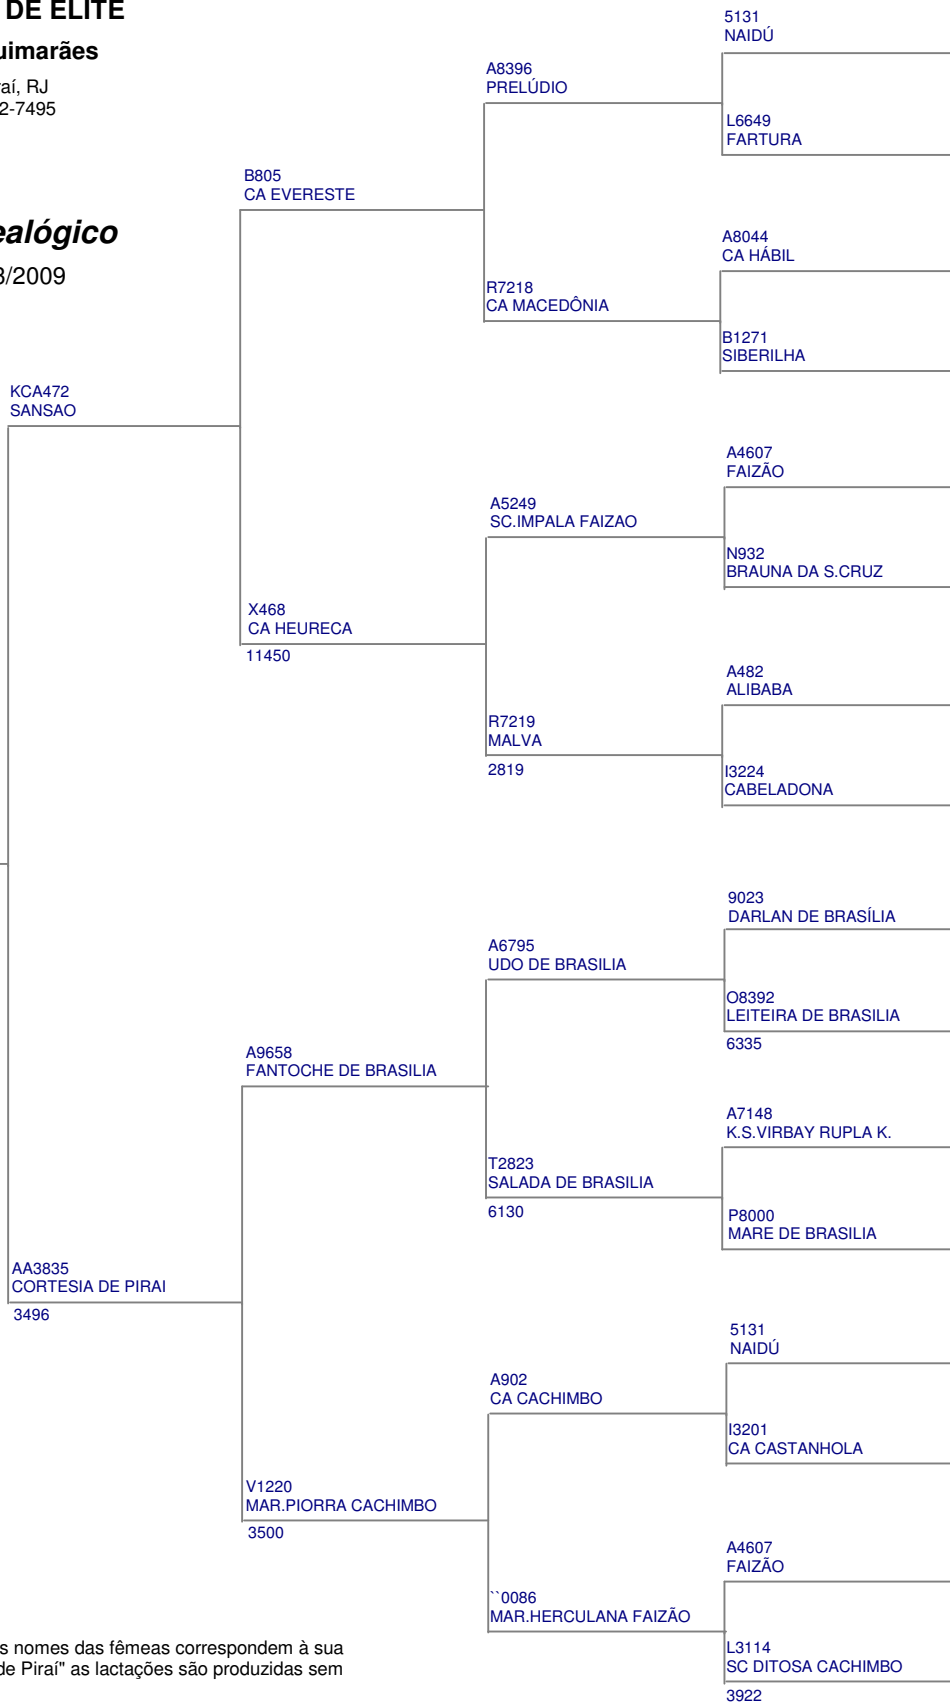 DE ELITE
uimarães
aí, RJ
2-7495
ealógico
3/2009
5131
NAIDÚ
A8396
PRELÚDIO
L6649
FARTURA
B805
CA EVERESTE
A8044
CA HÁBIL
R7218
CA MACEDÔNIA
B1271
SIBERILHA
KCA472
SANSAO
A4607
FAIZÃO
A5249
SC.IMPALA FAIZAO
N932
BRAUNA DA S.CRUZ
X468
CA HEURECA
11450
A482
ALIBABA
R7219
MALVA
2819
I3224
CABELADONA
9023
DARLAN DE BRASÍLIA
A6795
UDO DE BRASILIA
O8392
LEITEIRA DE BRASILIA
6335
A9658
FANTOCHE DE BRASILIA
A7148
K.S.VIRBAY RUPLA K.
T2823
SALADA DE BRASILIA
6130
P8000
MARE DE BRASILIA
AA3835
CORTESIA DE PIRAI
3496
5131
NAIDÚ
A902
CA CACHIMBO
I3201
CA CASTANHOLA
V1220
MAR.PIORRA CACHIMBO
3500
A4607
FAIZÃO
``0086
MAR.HERCULANA FAIZÃO
L3114
SC DITOSA CACHIMBO
3922
s nomes das fêmeas correspondem à sua
de Piraí" as lactações são produzidas sem